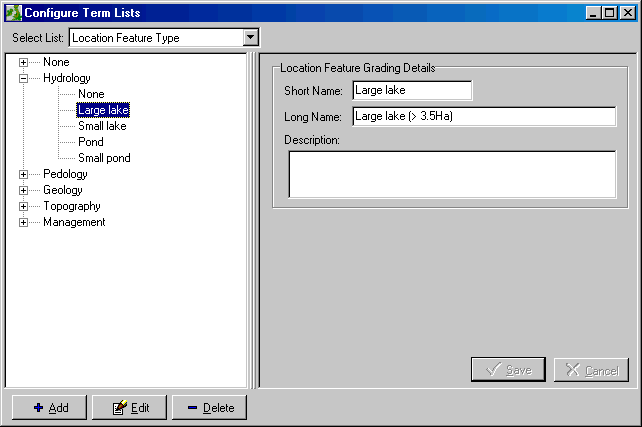 Configure Term Lists
Select List: Location Feature Type
None
Hydrology
None
Large lake
Small lake
Pond
Small pond
Pedology
Geology
Topography
Management
Location Feature Grading Details
Short Name: Large lake
Long Name: Large lake (> 3.5Ha)
Description:
Save Cancel
Add Edit Delete